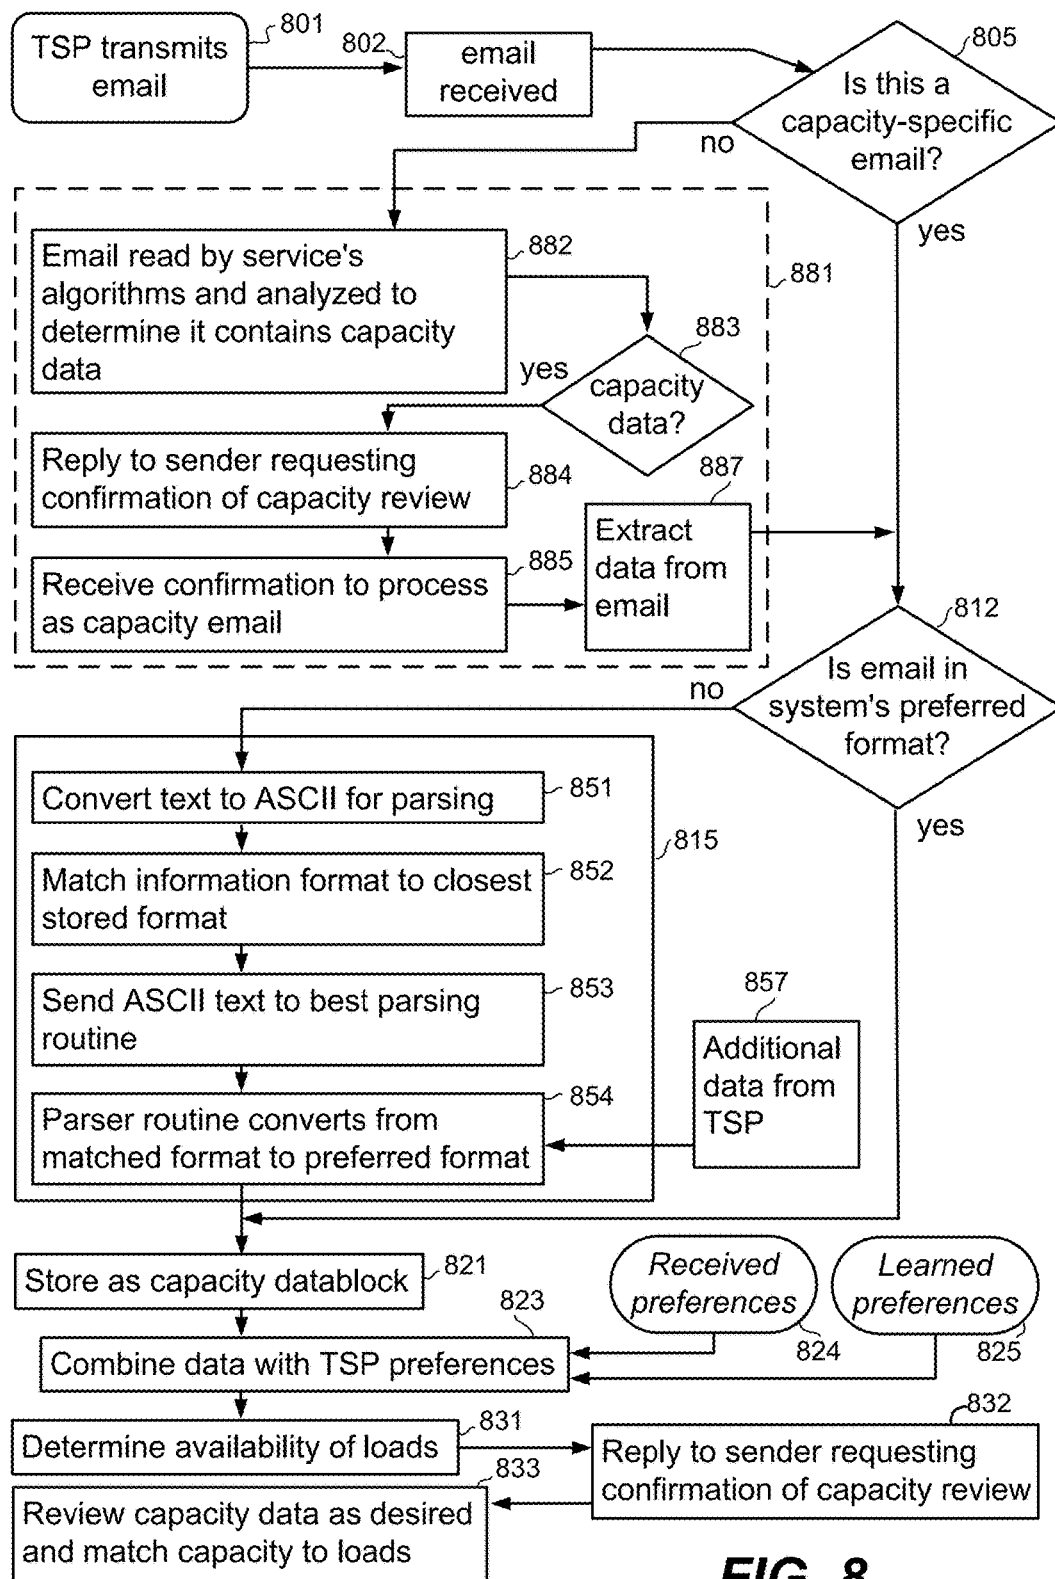 TSP transmits
email
801
802
email
received
805
Is this a
capacity-specific
email?
no
yes
Email read by service's
algorithms and analyzed to
determine it contains capacity
data
882
881
883
capacity
data?
yes
Reply to sender requesting
confirmation of capacity review
884
887
Extract
data from
email
Receive confirmation to process
as capacity email
885
812
Is email in
system's preferred
format?
no
yes
Convert text to ASCII for parsing
851
815
Match information format to closest
stored format
852
Send ASCII text to best parsing
routine
853
857
Additional
data from
TSP
Parser routine converts from
matched format to preferred format
854
Store as capacity datablock
821
Received
preferences
824
Learned
preferences
825
823
Combine data with TSP preferences
Determine availability of loads
831
832
Reply to sender requesting
confirmation of capacity review
833
Review capacity data as desired
and match capacity to loads
FIG. 8